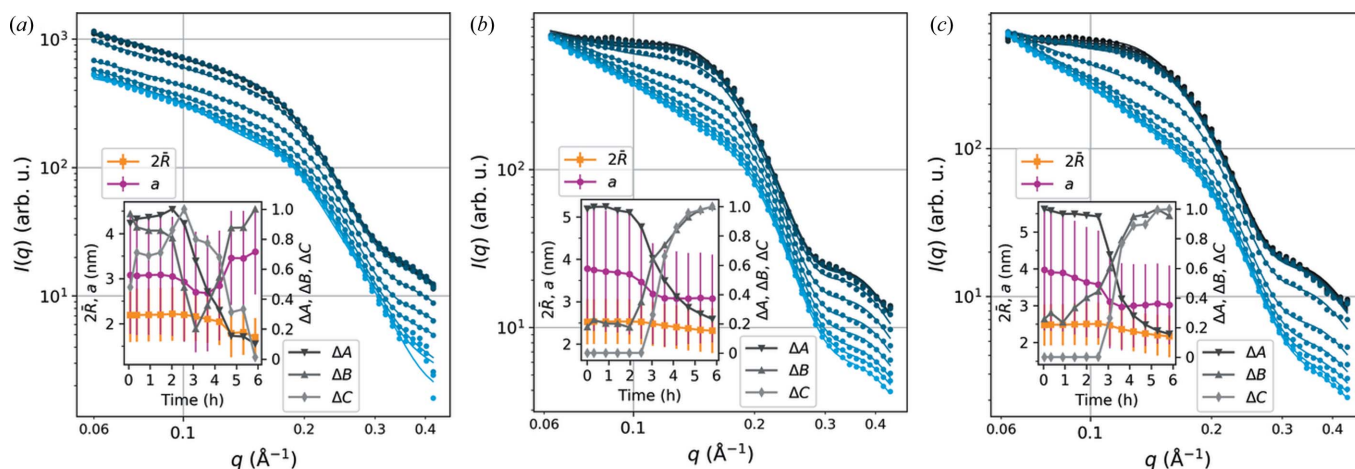 (a)
10³
10²
10¹
I(q) (arb. u.)
0.06
0.1
0.2
0.3
0.4
q (Å⁻¹)
2R̄
a
4
3
2
2R̄, a (nm)
1.0
0.8
0.6
0.4
0.2
0
ΔA, ΔB, ΔC
0 1 2 3 4 5 6
Time (h)
ΔA
ΔB
ΔC
(b)
10²
10¹
I(q) (arb. u.)
0.1
0.2
0.3
0.4
q (Å⁻¹)
2R̄
a
5
4
3
2
2R̄, a (nm)
1.0
0.8
0.6
0.4
0.2
0
ΔA, ΔB, ΔC
0 1 2 3 4 5 6
Time (h)
ΔA
ΔB
ΔC
(c)
10²
10¹
I(q) (arb. u.)
0.06
0.1
0.2
0.3
0.4
q (Å⁻¹)
2R̄
a
5
4
3
2
2R̄, a (nm)
1.0
0.8
0.6
0.4
0.2
0
ΔA, ΔB, ΔC
0 1 2 3 4 5 6
Time (h)
ΔA
ΔB
ΔC